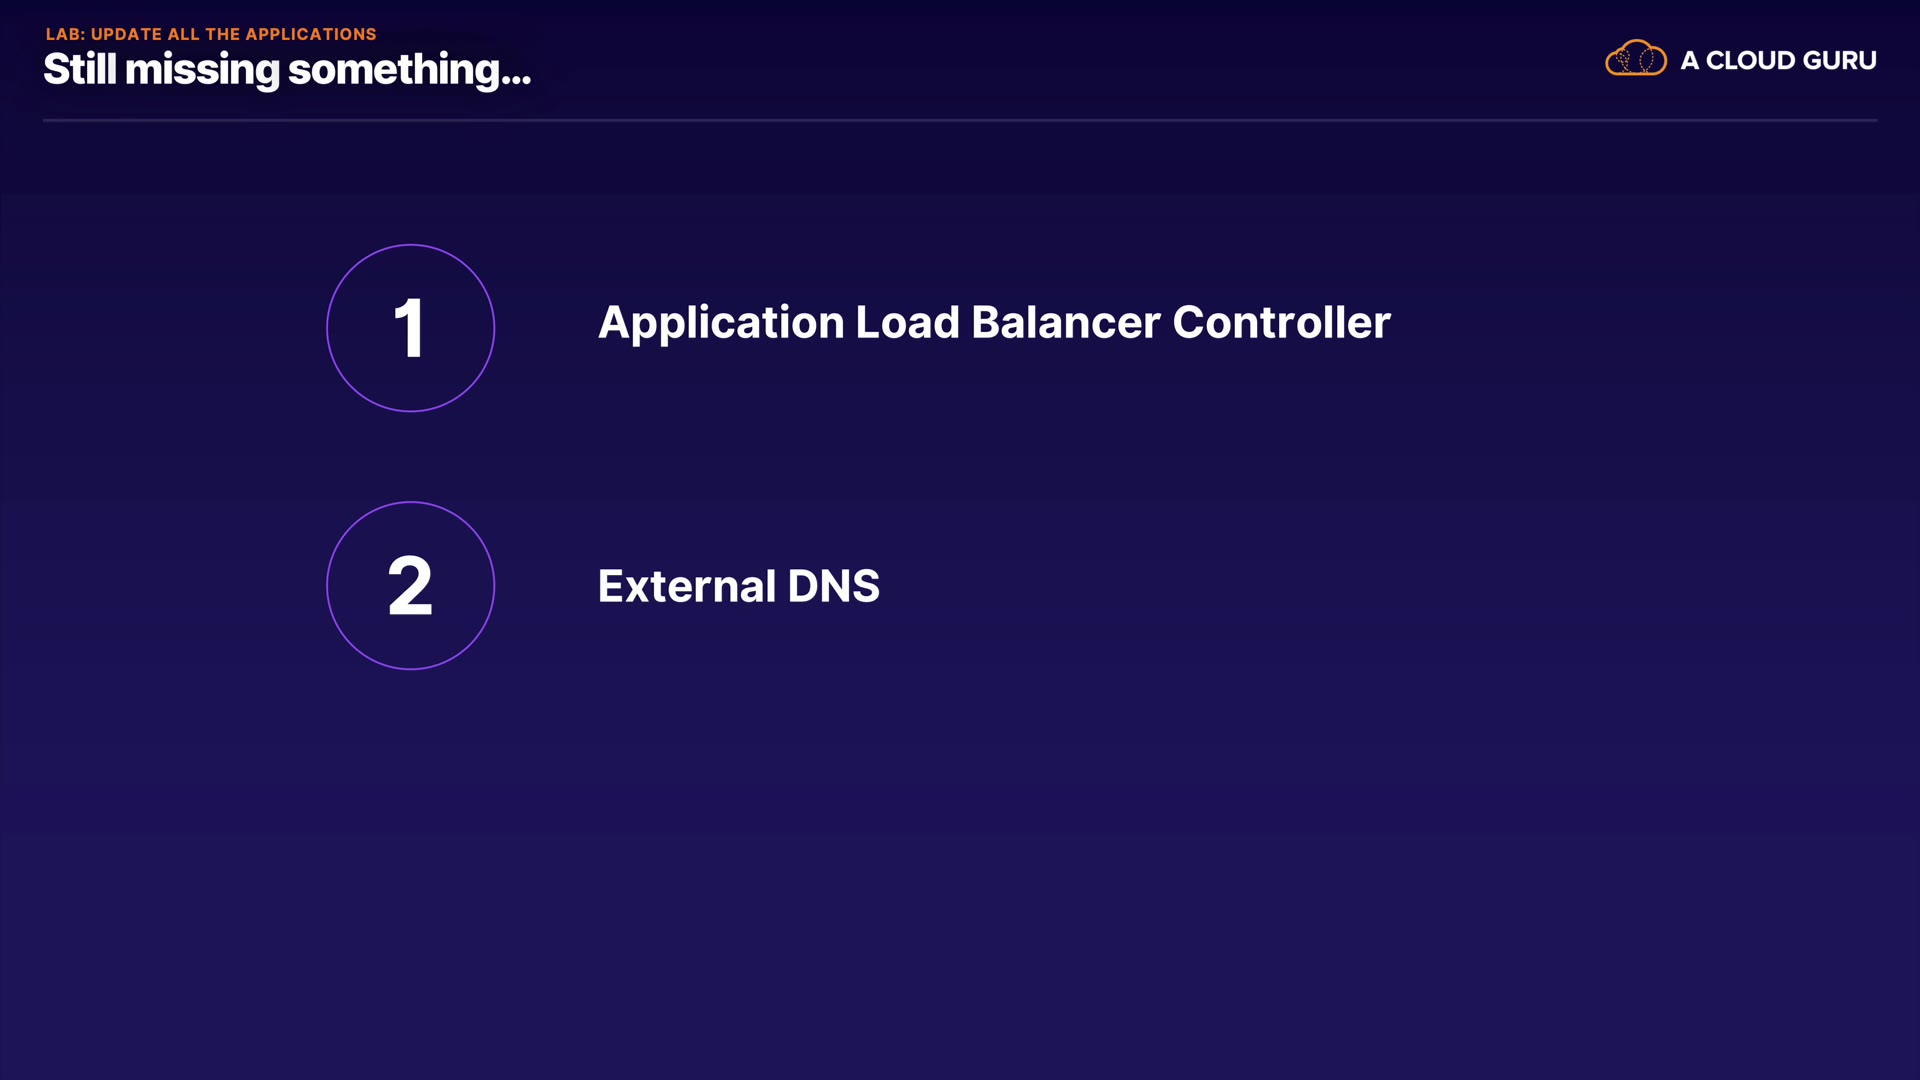 LAB: UPDATE ALL THE APPLICATIONS
Still missing something...
A CLOUD GURU
1
Application Load Balancer Controller
2
External DNS